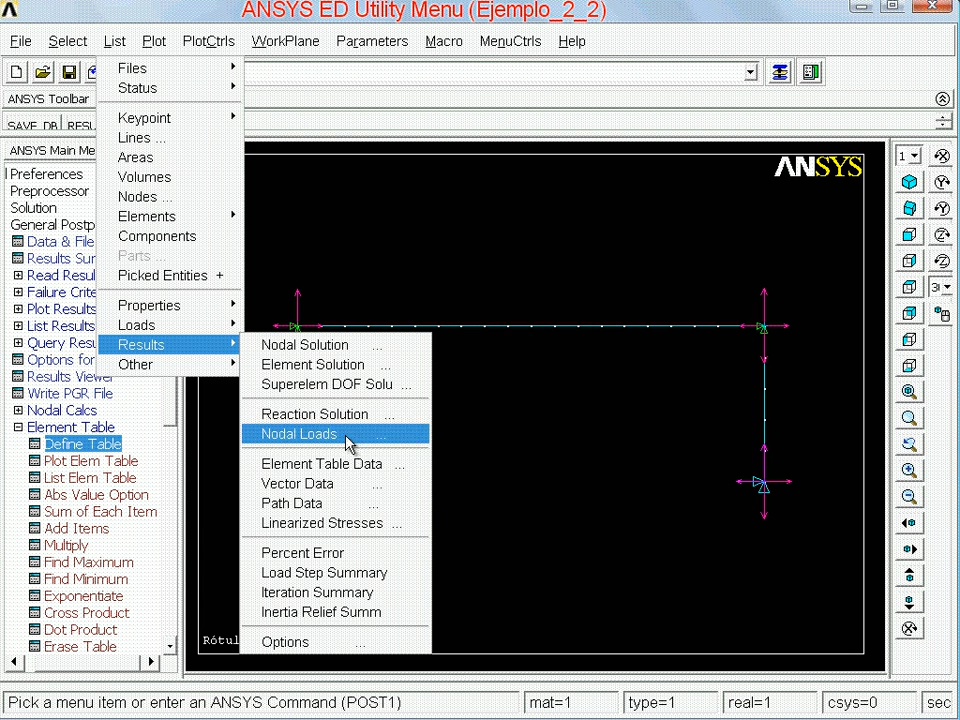 ANSYS ED Utility Menu (Ejemplo_2_2)
File Select List Plot PlotCtrls WorkPlane Parameters Macro MenuCtrls Help
ANSYS Toolbar
SAVE_DB RESU
ANSYS Main Me
Preferences
Preprocessor
Solution
General Postp
Data & File
Results Sum
Read Resul
Failure Crite
Plot Results
List Results
Query Resu
Options for
Results Viewer
Write PGR File
Nodal Calcs
Element Table
Define Table
Plot Elem Table
List Elem Table
Abs Value Option
Sum of Each Item
Add Items
Multiply
Find Maximum
Find Minimum
Exponentiate
Cross Product
Dot Product
Erase Table
Files
Status
Keypoint
Lines ...
Areas
Volumes
Nodes ...
Elements
Components
Parts ...
Picked Entities +
Properties
Loads
Results
Other
Nodal Solution ...
Element Solution ...
Superelem DOF Solu ...
Reaction Solution ...
Nodal Loads ...
Element Table Data ...
Vector Data ...
Path Data ...
Linearized Stresses ...
Percent Error
Load Step Summary
Iteration Summary
Inertia Relief Summ
Options ...
ANSYS
Rótul
1
Pick a menu item or enter an ANSYS Command (POST1)
mat=1 type=1 real=1 csys=0 sec